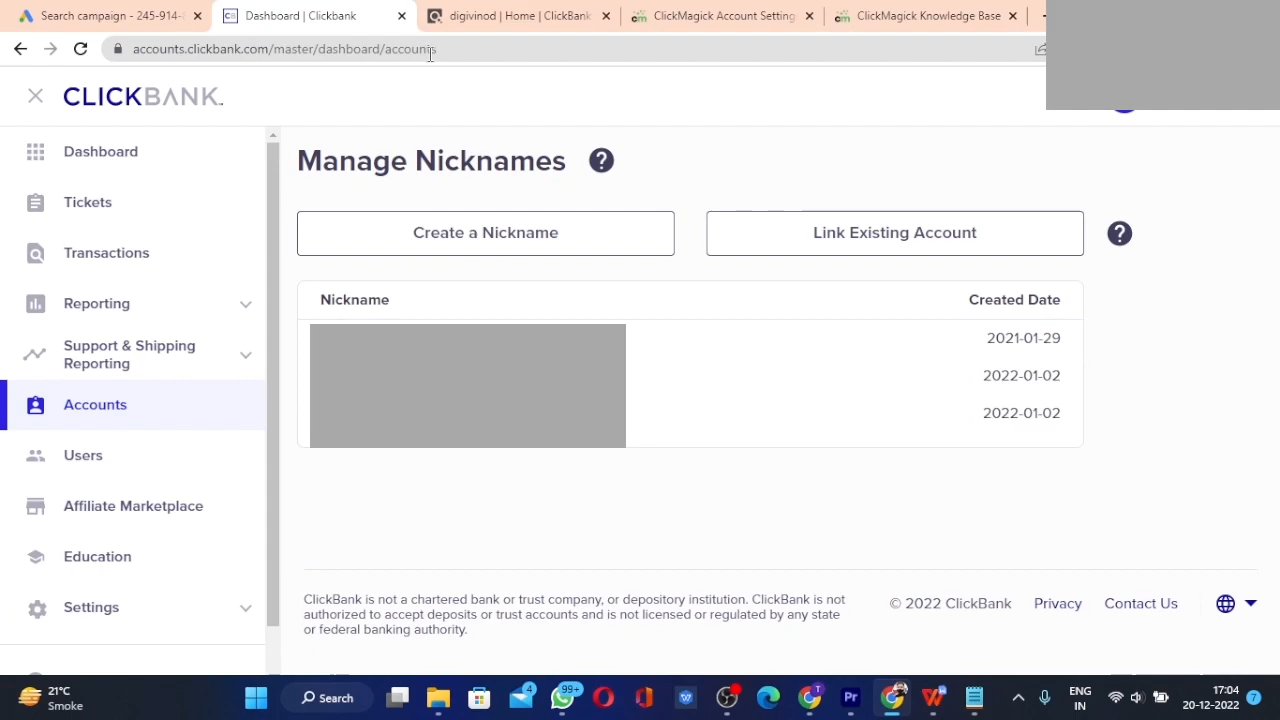 Search campaign - 245-914-
Dashboard | Clickbank
digivinod | Home | ClickBank
ClickMagick Account Setting
ClickMagick Knowledge Base
accounts.clickbank.com/master/dashboard/accounts
CLICKBANK
Dashboard
Tickets
Transactions
Reporting
Support & Shipping
Reporting
Accounts
Users
Affiliate Marketplace
Education
Settings
Manage Nicknames ?
Create a Nickname
Link Existing Account
?
Nickname
Created Date
2021-01-29
2022-01-02
2022-01-02
ClickBank is not a chartered bank or trust company, or depository institution. ClickBank is not
authorized to accept deposits or trust accounts and is not licensed or regulated by any state
or federal banking authority.
© 2022 ClickBank
Privacy
Contact Us
21°C
Smoke
Search
4
99+
T
Pr
ENG
IN
17:04
20-12-2022
7